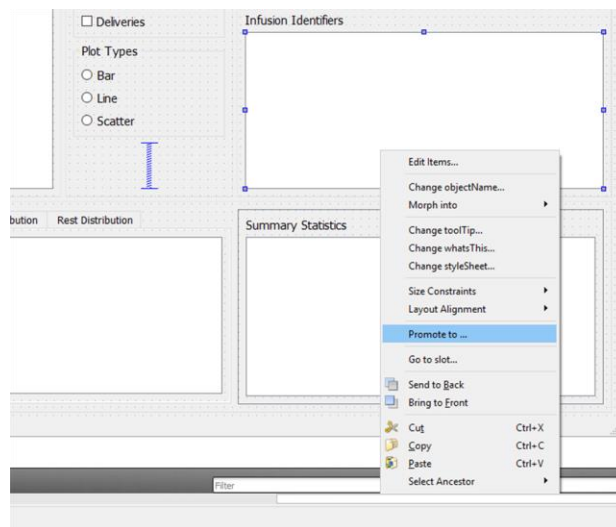 Deliveries
Infusion Identifiers
Plot Types
Bar
Line
Scatter
Edit Items...
Change objectName...
Morph into
bution Rest Distribution
Summary Statistics
Change toolTip...
Change whatsThis...
Change styleSheet...
Size Constraints
Layout Alignment
Promote to ...
Go to slot...
Send to Back
Bring to Front
Cut Ctrl+X
Copy Ctrl+C
Paste Ctrl+V
Select Ancestor
Filter